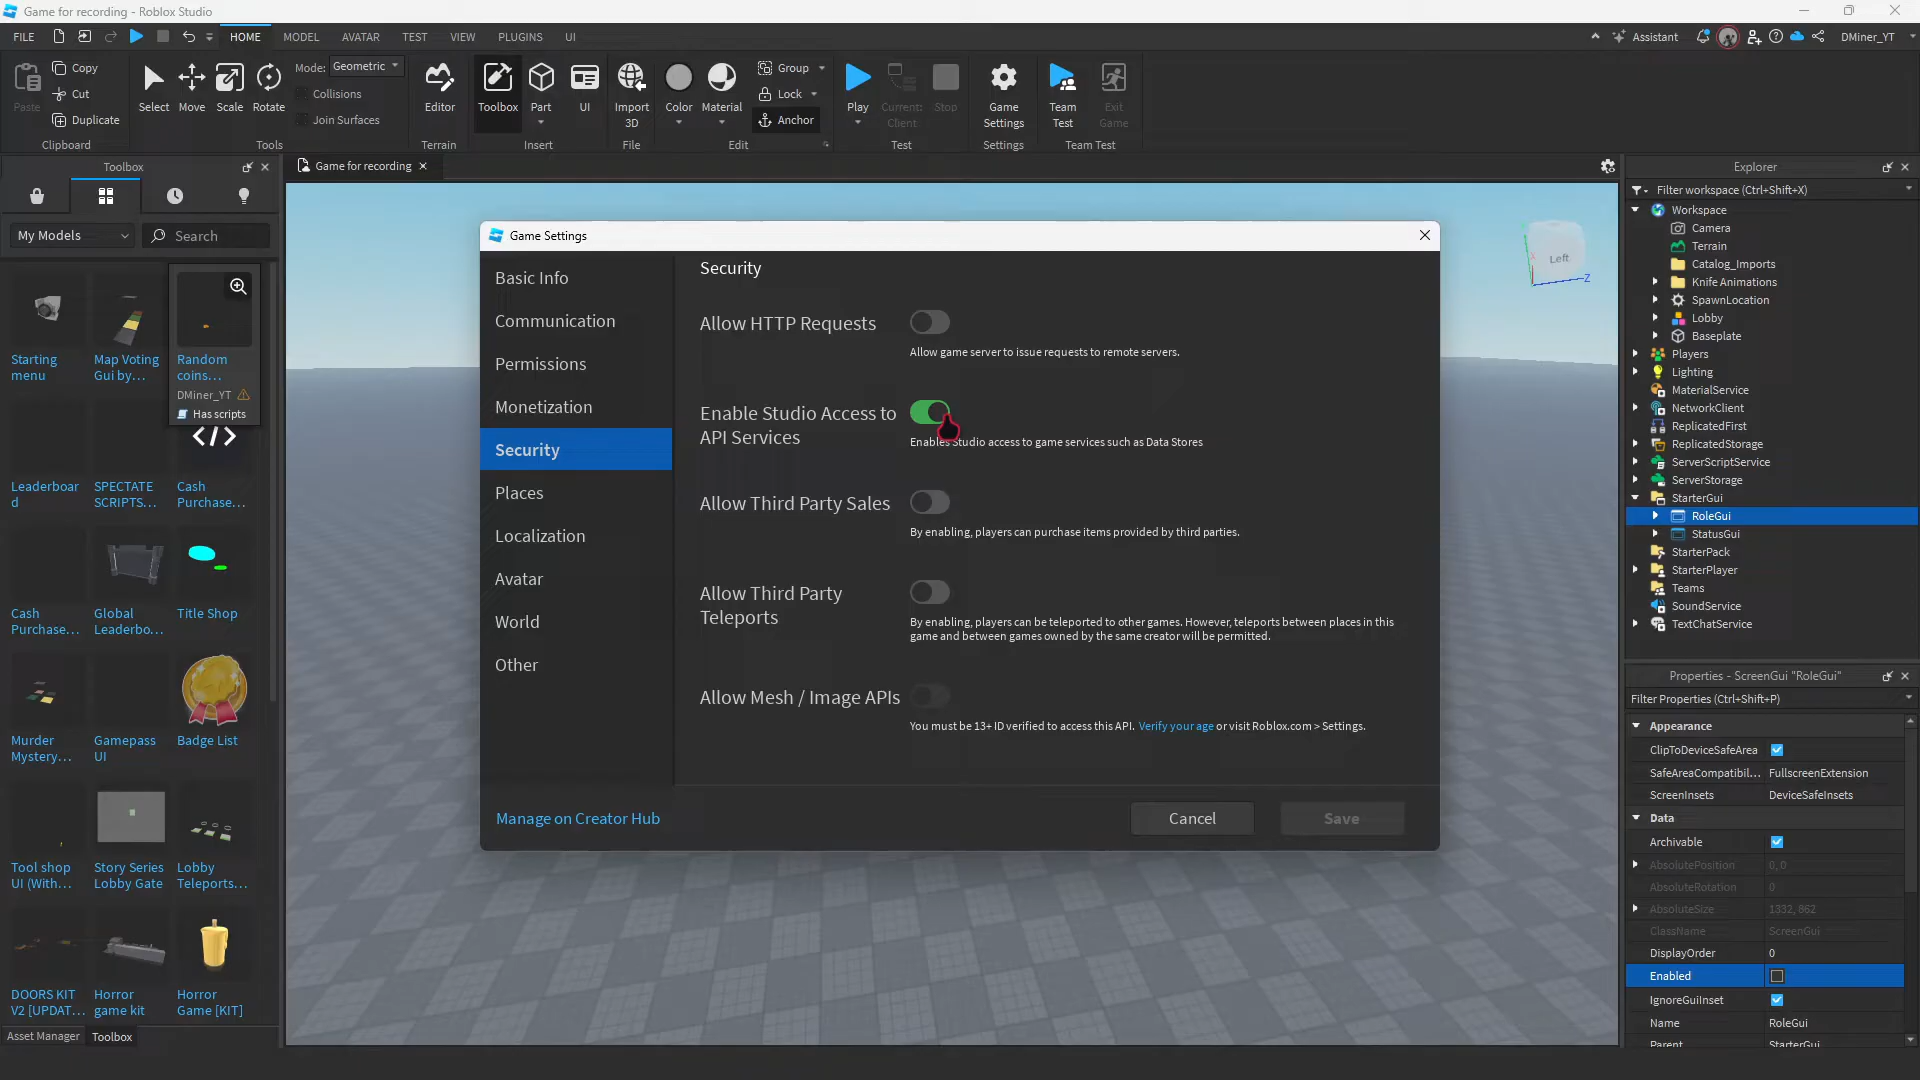 Game for recording - Roblox Studio
FILE HOME MODEL AVATAR TEST VIEW PLUGINS UI Assistant DMiner_YT
Paste
Copy
Cut
Duplicate
Clipboard
Select Move Scale Rotate
Mode: Geometric
Collisions
Join Surfaces
Tools
Editor
Terrain
Toolbox Part UI
Insert
Import
3D
File
Color Material
Group
Lock
Anchor
Edit
Play
Current:
Client
Stop
Test
Game
Settings
Settings
Team
Test
Exit
Game
Team Test
Toolbox
Game for recording
My Models Search
Starting
menu
Map Voting
Gui by...
Random
coins...
DMiner_YT
Has scripts
Leaderboar
d
SPECTATE
SCRIPTS...
Cash
Purchase...
Cash
Purchase...
Global
Leaderbo...
Title Shop
Murder
Mystery...
Gamepass
UI
Badge List
Tool shop
UI (With...
Story Series
Lobby Gate
Lobby
Teleports...
DOORS KIT
V2 [UPDAT...
Horror
game kit
Horror
Game [KIT]
Asset Manager Toolbox
Left
Z
Game Settings
Basic Info
Communication
Permissions
Monetization
Security
Places
Localization
Avatar
World
Other
Security
Allow HTTP Requests
Allow game server to issue requests to remote servers.
Enable Studio Access to
API Services
Enables Studio access to game services such as Data Stores
Allow Third Party Sales
By enabling, players can purchase items provided by third parties.
Allow Third Party
Teleports
By enabling, players can be teleported to other games. However, teleports between places in this
game and between games owned by the same creator will be permitted.
Allow Mesh / Image APIs
You must be 13+ ID verified to access this API. Verify your age or visit Roblox.com > Settings.
Manage on Creator Hub
Cancel Save
Explorer
Filter workspace (Ctrl+Shift+X)
Workspace
Camera
Terrain
Catalog_Imports
Knife Animations
SpawnLocation
Lobby
Baseplate
Players
Lighting
MaterialService
NetworkClient
ReplicatedFirst
ReplicatedStorage
ServerScriptService
ServerStorage
StarterGui
RoleGui
StatusGui
StarterPack
StarterPlayer
Teams
SoundService
TextChatService
Properties - ScreenGui "RoleGui"
Filter Properties (Ctrl+Shift+P)
Appearance
ClipToDeviceSafeArea
SafeAreaCompatibil... FullscreenExtension
ScreenInsets DeviceSafeInsets
Data
Archivable
AbsolutePosition 0, 0
AbsoluteRotation 0
AbsoluteSize 1332, 862
ClassName ScreenGui
DisplayOrder 0
Enabled
IgnoreGuiInset
Name RoleGui
Parent StarterGui